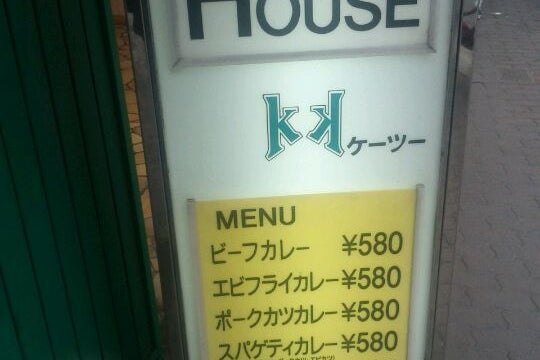 HOUSE
kk ケーツー
MENU
ビーフカレー ¥580
エビフライカレー ¥580
ポークカツカレー ¥580
スパゲティカレー ¥580